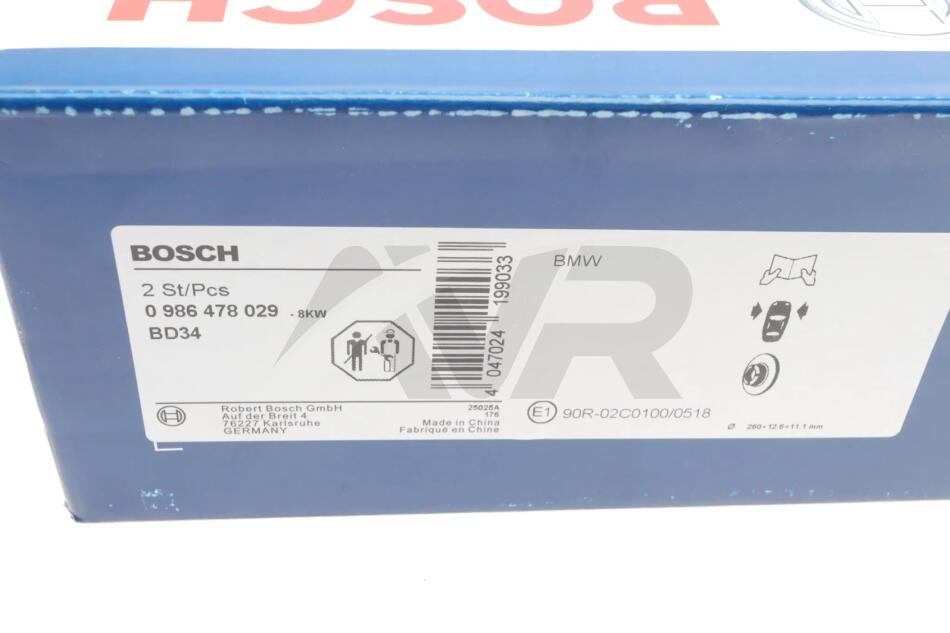 BOSCH
BOSCH
2 St/Pcs
0 986 478 029 - 8KW
BD34
4 047024 199033
BMW
Robert Bosch GmbH
Auf der Breit 4
76227 Karlsruhe
GERMANY
25025A
176
Made in China
Fabriqué en Chine
E1 90R-02C0100/0518
Ø 260×12.6×11.1 mm
VR